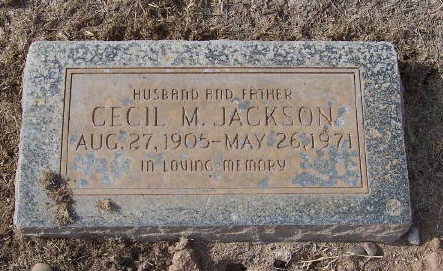 HUSBAND AND FATHER
CECIL M. JACKSON
AUG. 27, 1905-MAY 26, 1971
IN LOVING MEMORY